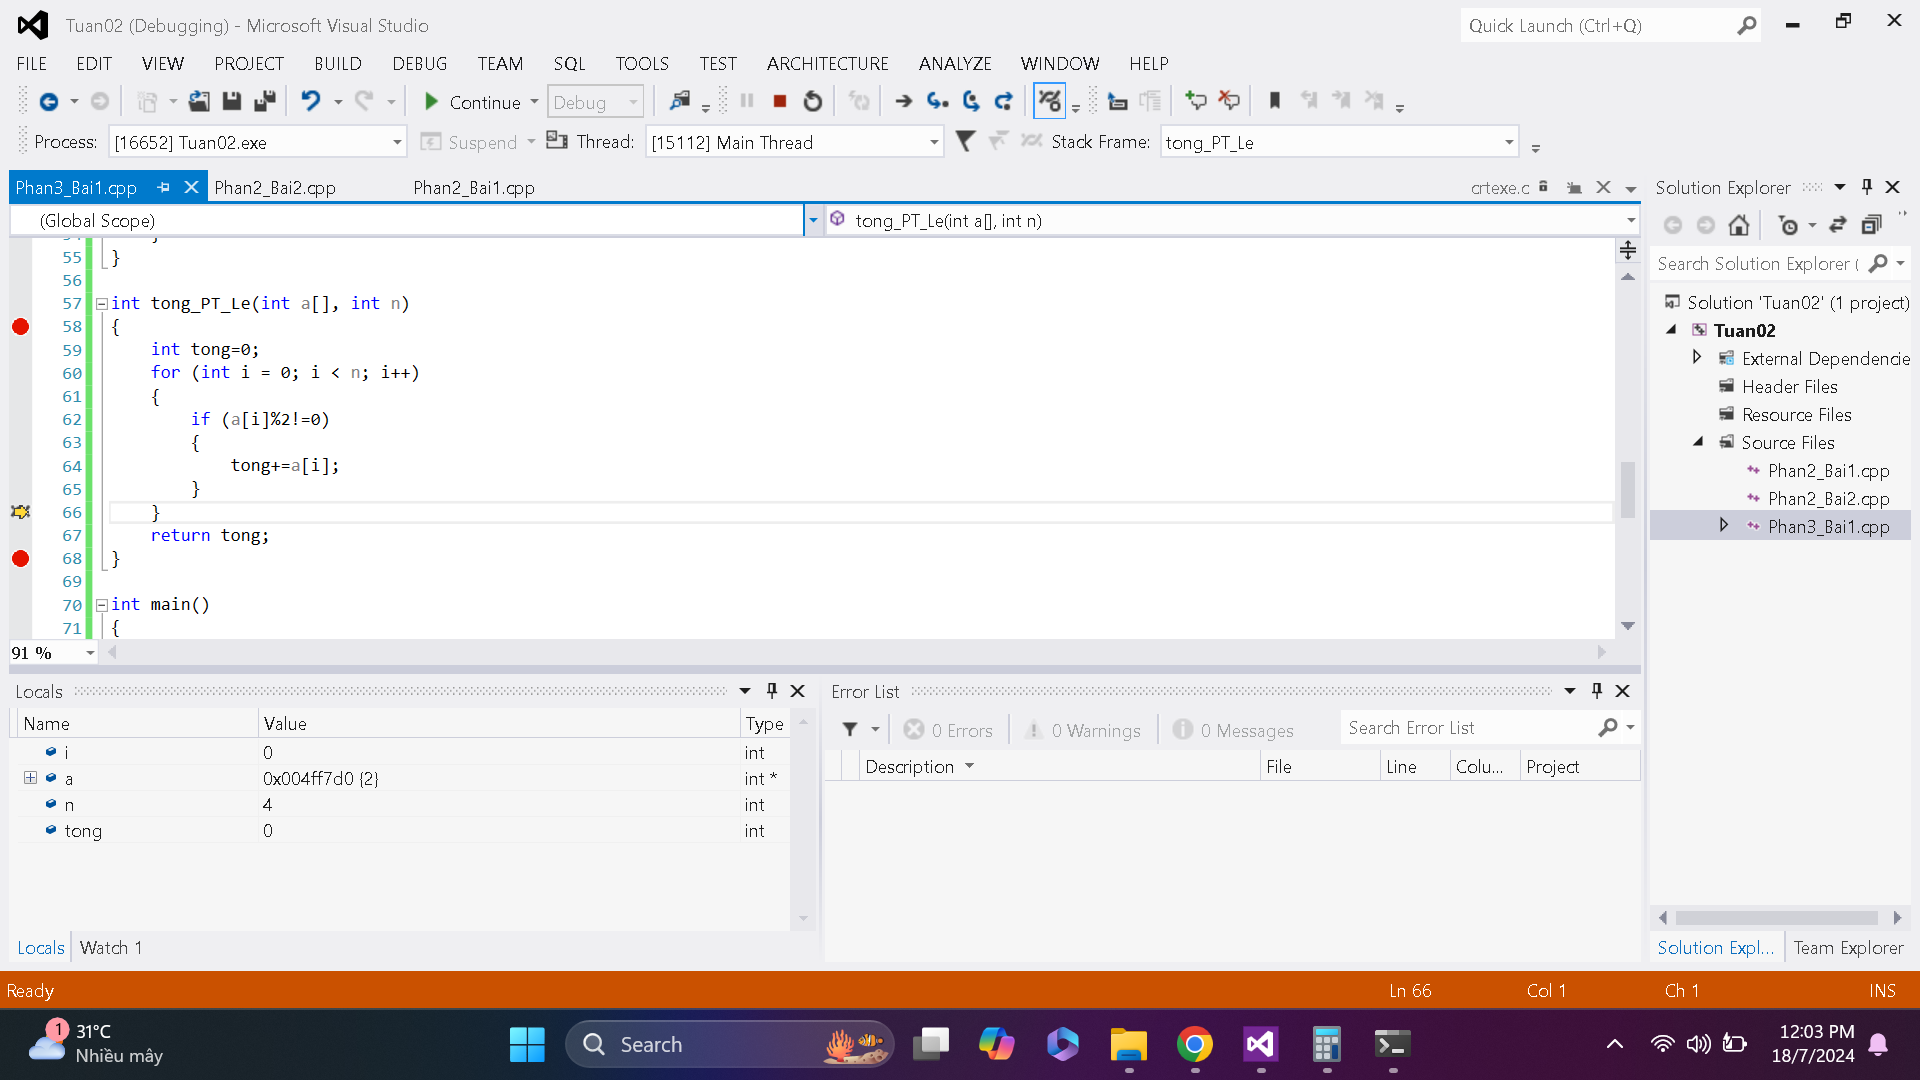 Tuan02 (Debugging) - Microsoft Visual Studio
Quick Launch (Ctrl+Q)
FILE EDIT VIEW PROJECT BUILD DEBUG TEAM SQL TOOLS TEST ARCHITECTURE ANALYZE WINDOW HELP
Continue Debug
Process: [16652] Tuan02.exe Suspend Thread: [15112] Main Thread Stack Frame: tong_PT_Le
Phan3_Bai1.cpp Phan2_Bai2.cpp Phan2_Bai1.cpp crtexe.c
(Global Scope) tong_PT_Le(int a[], int n)
55 }
56
57 int tong_PT_Le(int a[], int n)
58 {
59 int tong=0;
60 for (int i = 0; i < n; i++)
61 {
62 if (a[i]%2!=0)
63 {
64 tong+=a[i];
65 }
66 }
67 return tong;
68 }
69
70 int main()
71 {
91 %
Solution Explorer
Search Solution Explorer (
Solution 'Tuan02' (1 project)
Tuan02
External Dependencie
Header Files
Resource Files
Source Files
Phan2_Bai1.cpp
Phan2_Bai2.cpp
Phan3_Bai1.cpp
Solution Expl... Team Explorer
Locals
Name Value Type
i 0 int
a 0x004ff7d0 {2} int *
n 4 int
tong 0 int
Locals Watch 1
Error List
0 Errors 0 Warnings 0 Messages Search Error List
Description File Line Colu... Project
Ready Ln 66 Col 1 Ch 1 INS
1 31°C
Nhiều mây
Search
12:03 PM
18/7/2024